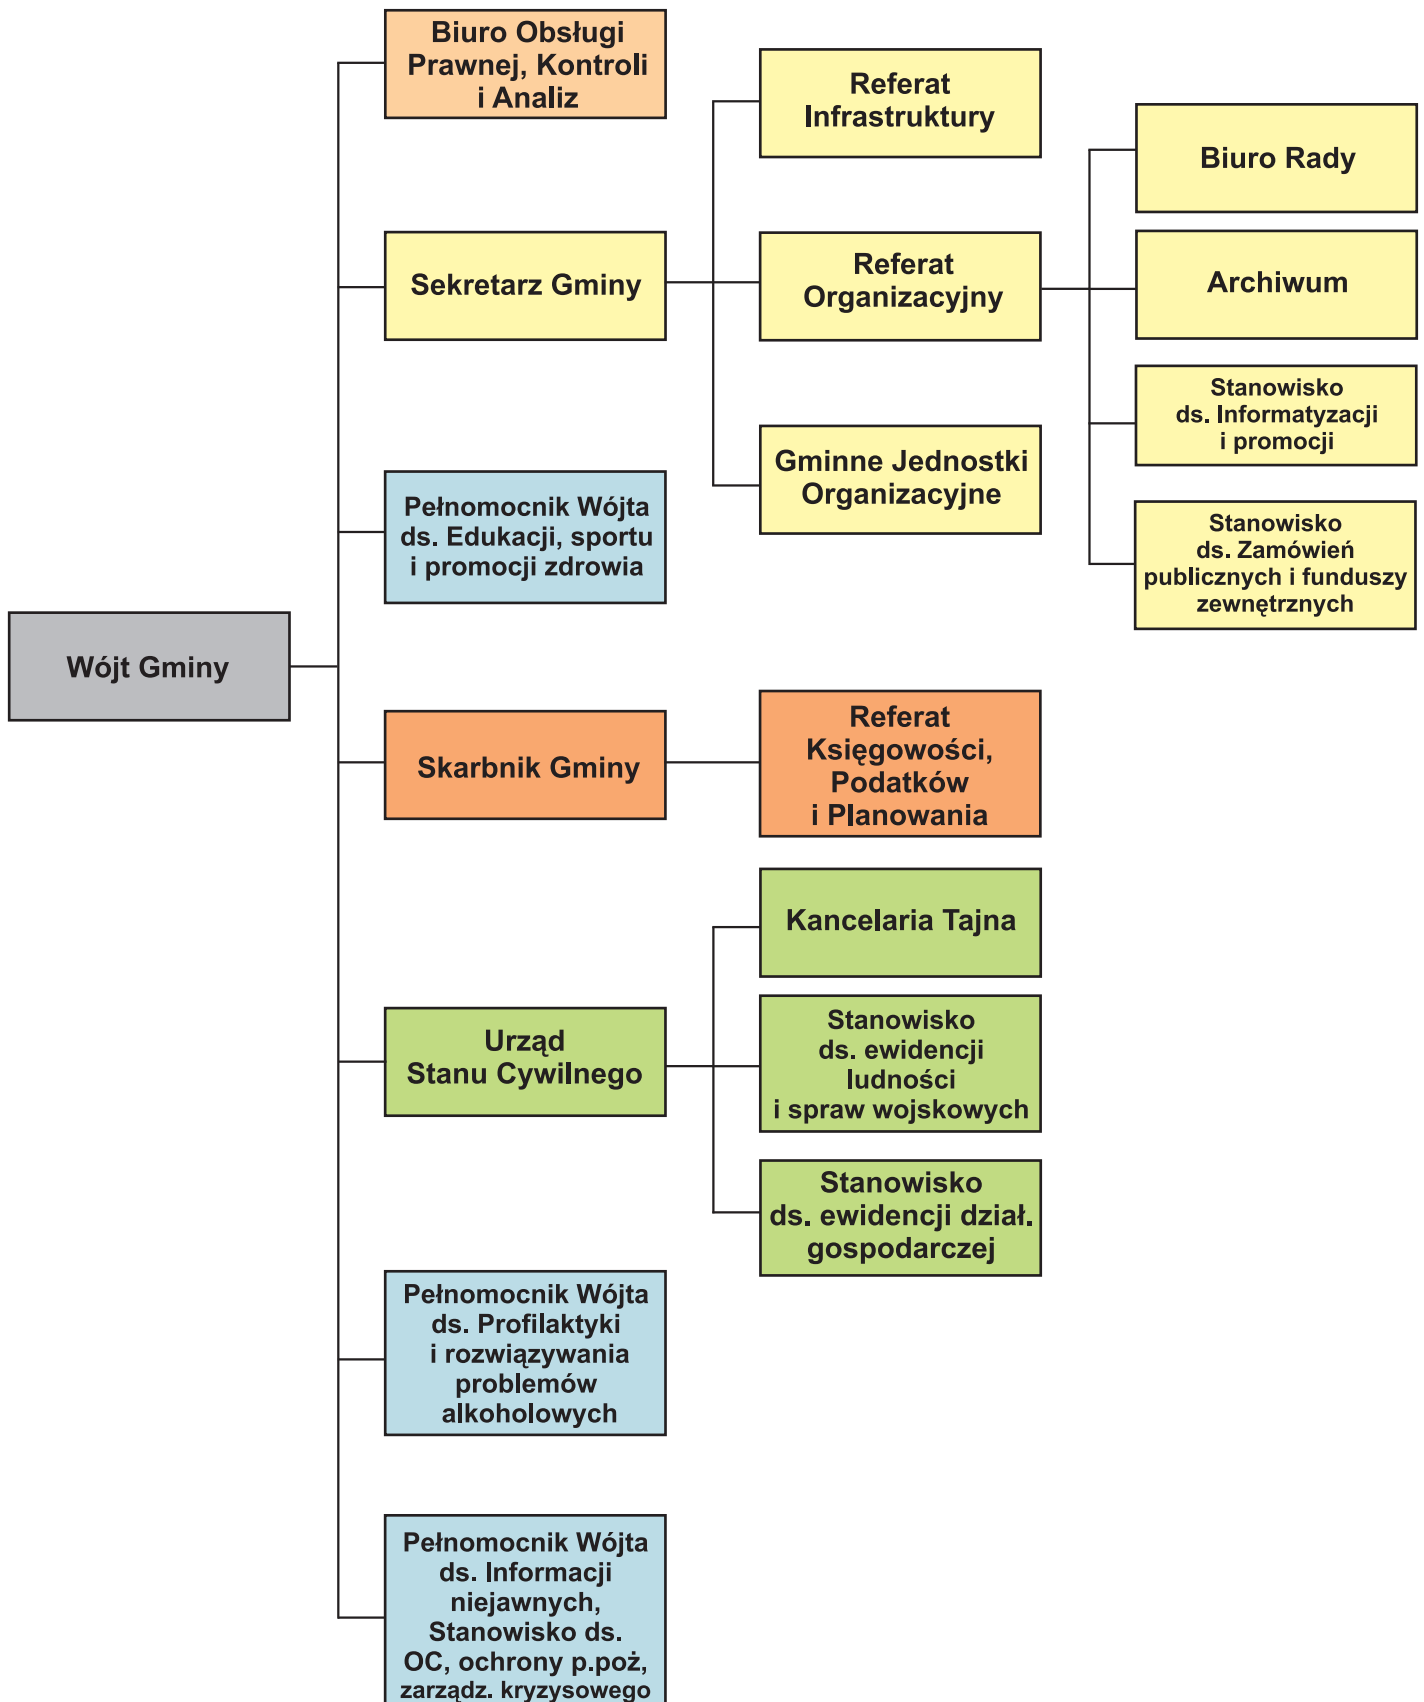 Biuro Obsługi
Prawnej, Kontroli
i Analiz
Referat
Infrastruktury
Biuro Rady
Sekretarz Gminy
Referat
Organizacyjny
Archiwum
Stanowisko
ds. Informatyzacji
i promocji
Gminne Jednostki
Organizacyjne
Pełnomocnik Wójta
ds. Edukacji, sportu
i promocji zdrowia
Stanowisko
ds. Zamówień
publicznych i funduszy
zewnętrznych
Wójt Gminy
Skarbnik Gminy
Referat
Księgowości,
Podatków
i Planowania
Kancelaria Tajna
Urząd
Stanu Cywilnego
Stanowisko
ds. ewidencji
ludności
i spraw wojskowych
Stanowisko
ds. ewidencji dział.
gospodarczej
Pełnomocnik Wójta
ds. Profilaktyki
i rozwiązywania
problemów
alkoholowych
Pełnomocnik Wójta
ds. Informacji
niejawnych,
Stanowisko ds.
OC, ochrony p.poż,
zarządz. kryzysowego